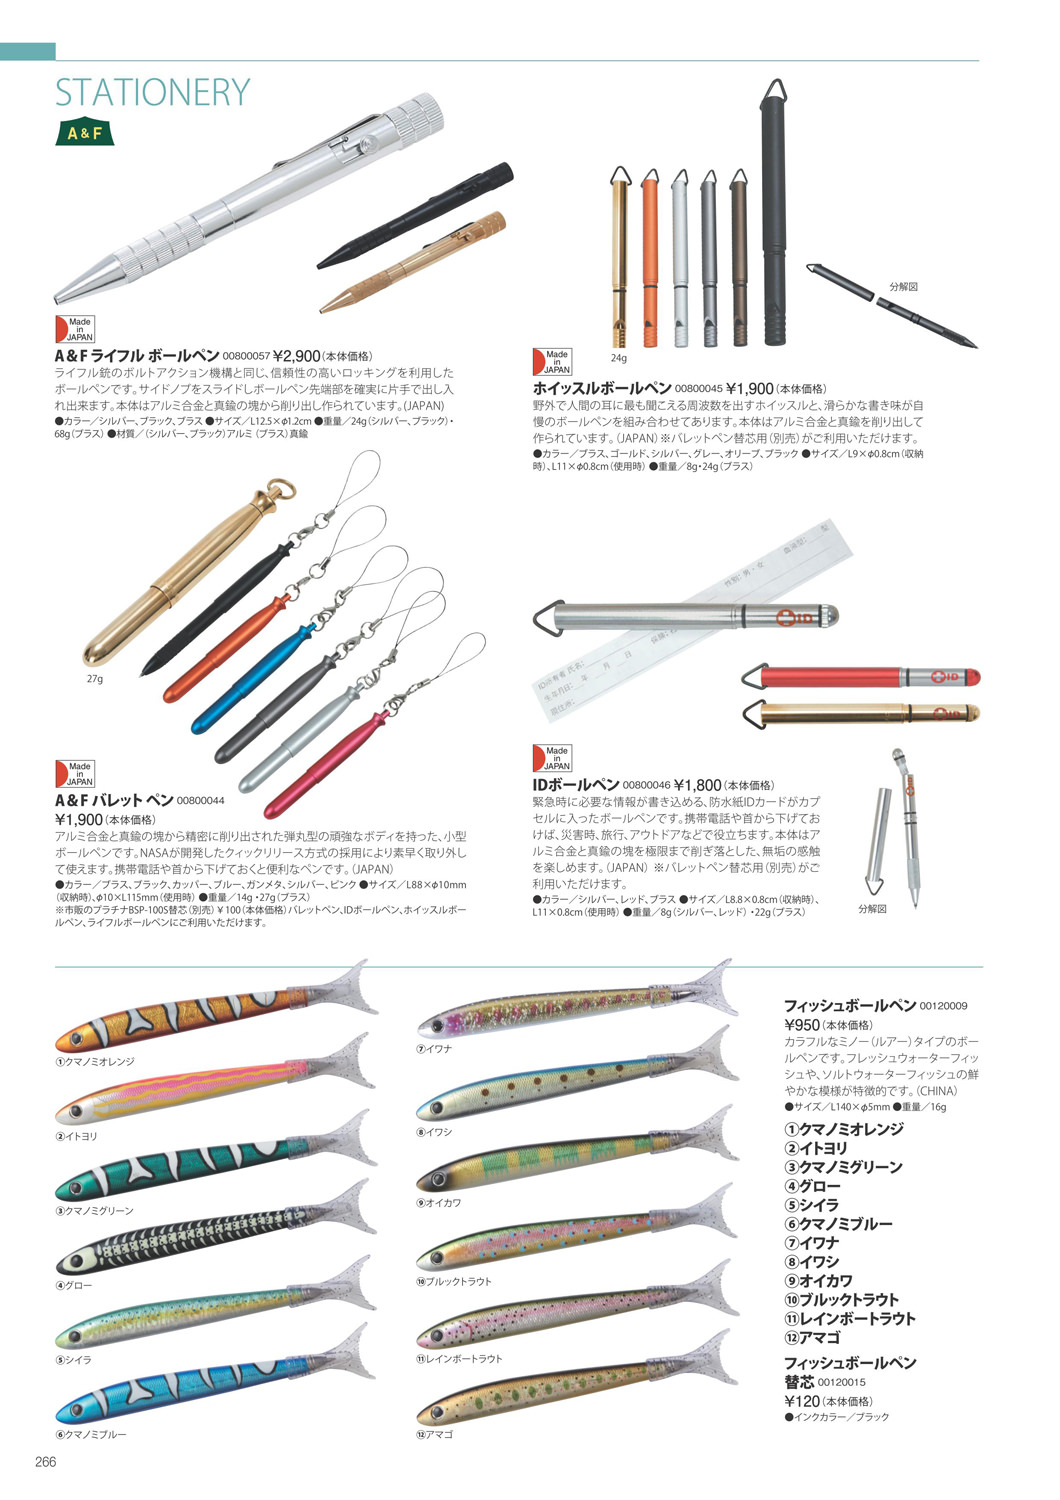 STATIONERY
A&F
Made
in
JAPAN
A&F ライフル ボールペン 00800057 ¥2,900(本体価格)
ライフル銃のボルトアクション機構と同じ、信頼性の高いロッキングを利用した
ボールペンです。サイドノブをスライドしボールペン先端部を確実に片手で出し入
れ出来ます。本体はアルミ合金と真鍮の塊から削り出し作られています。(JAPAN)
●カラー／シルバー、ブラック、ブラス ●サイズ／L12.5×φ1.2cm ●重量／24g(シルバー、ブラック)・
68g(ブラス) ●材質／(シルバー、ブラック)アルミ (ブラス)真鍮
分解図
24g
Made
in
JAPAN
ホイッスルボールペン 00800045 ¥1,900(本体価格)
野外で人間の耳に最も聞こえる周波数を出すホイッスルと、滑らかな書き味が自
慢のボールペンを組み合わせてあります。本体はアルミ合金と真鍮を削り出して
作られています。(JAPAN) ※バレットペン替芯用(別売)がご利用いただけます。
●カラー／ブラス、ゴールド、シルバー、グレー、オリーブ、ブラック ●サイズ／L9×φ0.8cm(収納
時)、L11×φ0.8cm(使用時) ●重量／8g・24g(ブラス)
27g
Made
in
JAPAN
A&F バレット ペン 00800044
¥1,900(本体価格)
アルミ合金と真鍮の塊から精密に削り出された弾丸型の頑強なボディを持った、小型
ボールペンです。NASAが開発したクィックリリース方式の採用により素早く取り外し
て使えます。携帯電話や首から下げておくと便利なペンです。(JAPAN)
●カラー／ブラス、ブラック、カッパー、ブルー、ガンメタ、シルバー、ピンク ●サイズ／L88×φ10mm
(収納時)、φ10×L115mm(使用時) ●重量／14g・27g(ブラス)
※市販のプラチナBSP-100S替芯(別売) ¥100(本体価格)バレットペン、IDボールペン、ホイッスルボー
ルペン、ライフルボールペンにご利用いただけます。
血液型: 型
性別: 男・女
ID所有者 氏名:
生年月日: 年 月 日
現住所:
iD
iD
iD
Made
in
JAPAN
IDボールペン 00800046 ¥1,800(本体価格)
緊急時に必要な情報が書き込める、防水紙IDカードがカプ
セルに入ったボールペンです。携帯電話や首から下げてお
けば、災害時、旅行、アウトドアなどで役立ちます。本体はア
ルミ合金と真鍮の塊を極限まで削ぎ落とした、無垢の感触
を楽しめます。(JAPAN) ※バレットペン替芯用(別売)がご
利用いただけます。
●カラー／シルバー、レッド、ブラス ●サイズ／L8.8×0.8cm(収納時)、
L11×0.8cm(使用時) ●重量／8g(シルバー、レッド)・22g(ブラス)
分解図
①クマノミオレンジ
②イトヨリ
③クマノミグリーン
④グロー
⑤シイラ
⑥クマノミブルー
⑦イワナ
⑧イワシ
⑨オイカワ
⑩ブルックトラウト
⑪レインボートラウト
⑫アマゴ
フィッシュボールペン 00120009
¥950(本体価格)
カラフルなミノー(ルアー)タイプのボー
ルペンです。フレッシュウォーターフィッ
シュや、ソルトウォーターフィッシュの鮮
やかな模様が特徴的です。(CHINA)
●サイズ／L140×φ5mm ●重量／16g
①クマノミオレンジ
②イトヨリ
③クマノミグリーン
④グロー
⑤シイラ
⑥クマノミブルー
⑦イワナ
⑧イワシ
⑨オイカワ
⑩ブルックトラウト
⑪レインボートラウト
⑫アマゴ
フィッシュボールペン
替芯 00120015
¥120(本体価格)
●インクカラー／ブラック
266